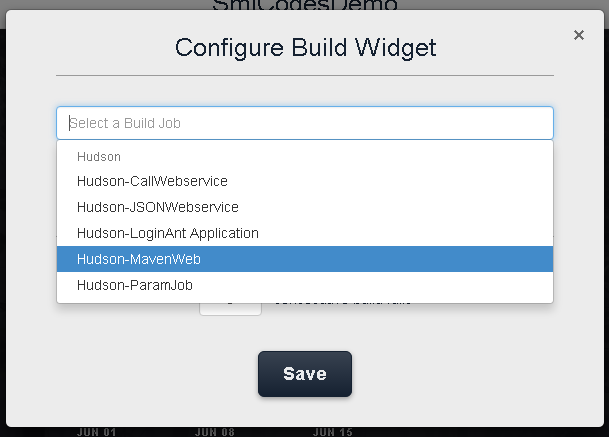 SmlCodesDemo
Configure Build Widget
×
Select a Build Job
Hudson
Hudson-CallWebservice
Hudson-JSONWebservice
Hudson-LoginAnt Application
Hudson-MavenWeb
Hudson-ParamJob
consecutive build fails
Save
JUN 01 JUN 08 JUN 15